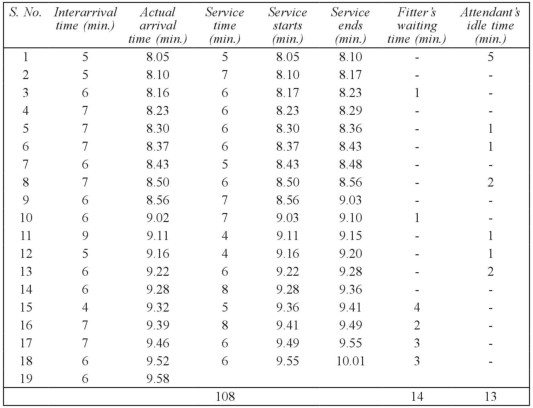 S. No. Interarrival Actual Service Service Service Fitter's Attendant's
time (min.) arrival time starts ends waiting idle time
time (min.) (min.) (min.) (min.) time (min.) (min.)
1 5 8.05 5 8.05 8.10 - 5
2 5 8.10 7 8.10 8.17 - -
3 6 8.16 6 8.17 8.23 1 -
4 7 8.23 6 8.23 8.29 - -
5 7 8.30 6 8.30 8.36 - 1
6 7 8.37 6 8.37 8.43 - 1
7 6 8.43 5 8.43 8.48 - -
8 7 8.50 6 8.50 8.56 - 2
9 6 8.56 7 8.56 9.03 - -
10 6 9.02 7 9.03 9.10 1 -
11 9 9.11 4 9.11 9.15 - 1
12 5 9.16 4 9.16 9.20 - 1
13 6 9.22 6 9.22 9.28 - 2
14 6 9.28 8 9.28 9.36 - -
15 4 9.32 5 9.36 9.41 4 -
16 7 9.39 8 9.41 9.49 2 -
17 7 9.46 6 9.49 9.55 3 -
18 6 9.52 6 9.55 10.01 3 -
19 6 9.58
108 14 13